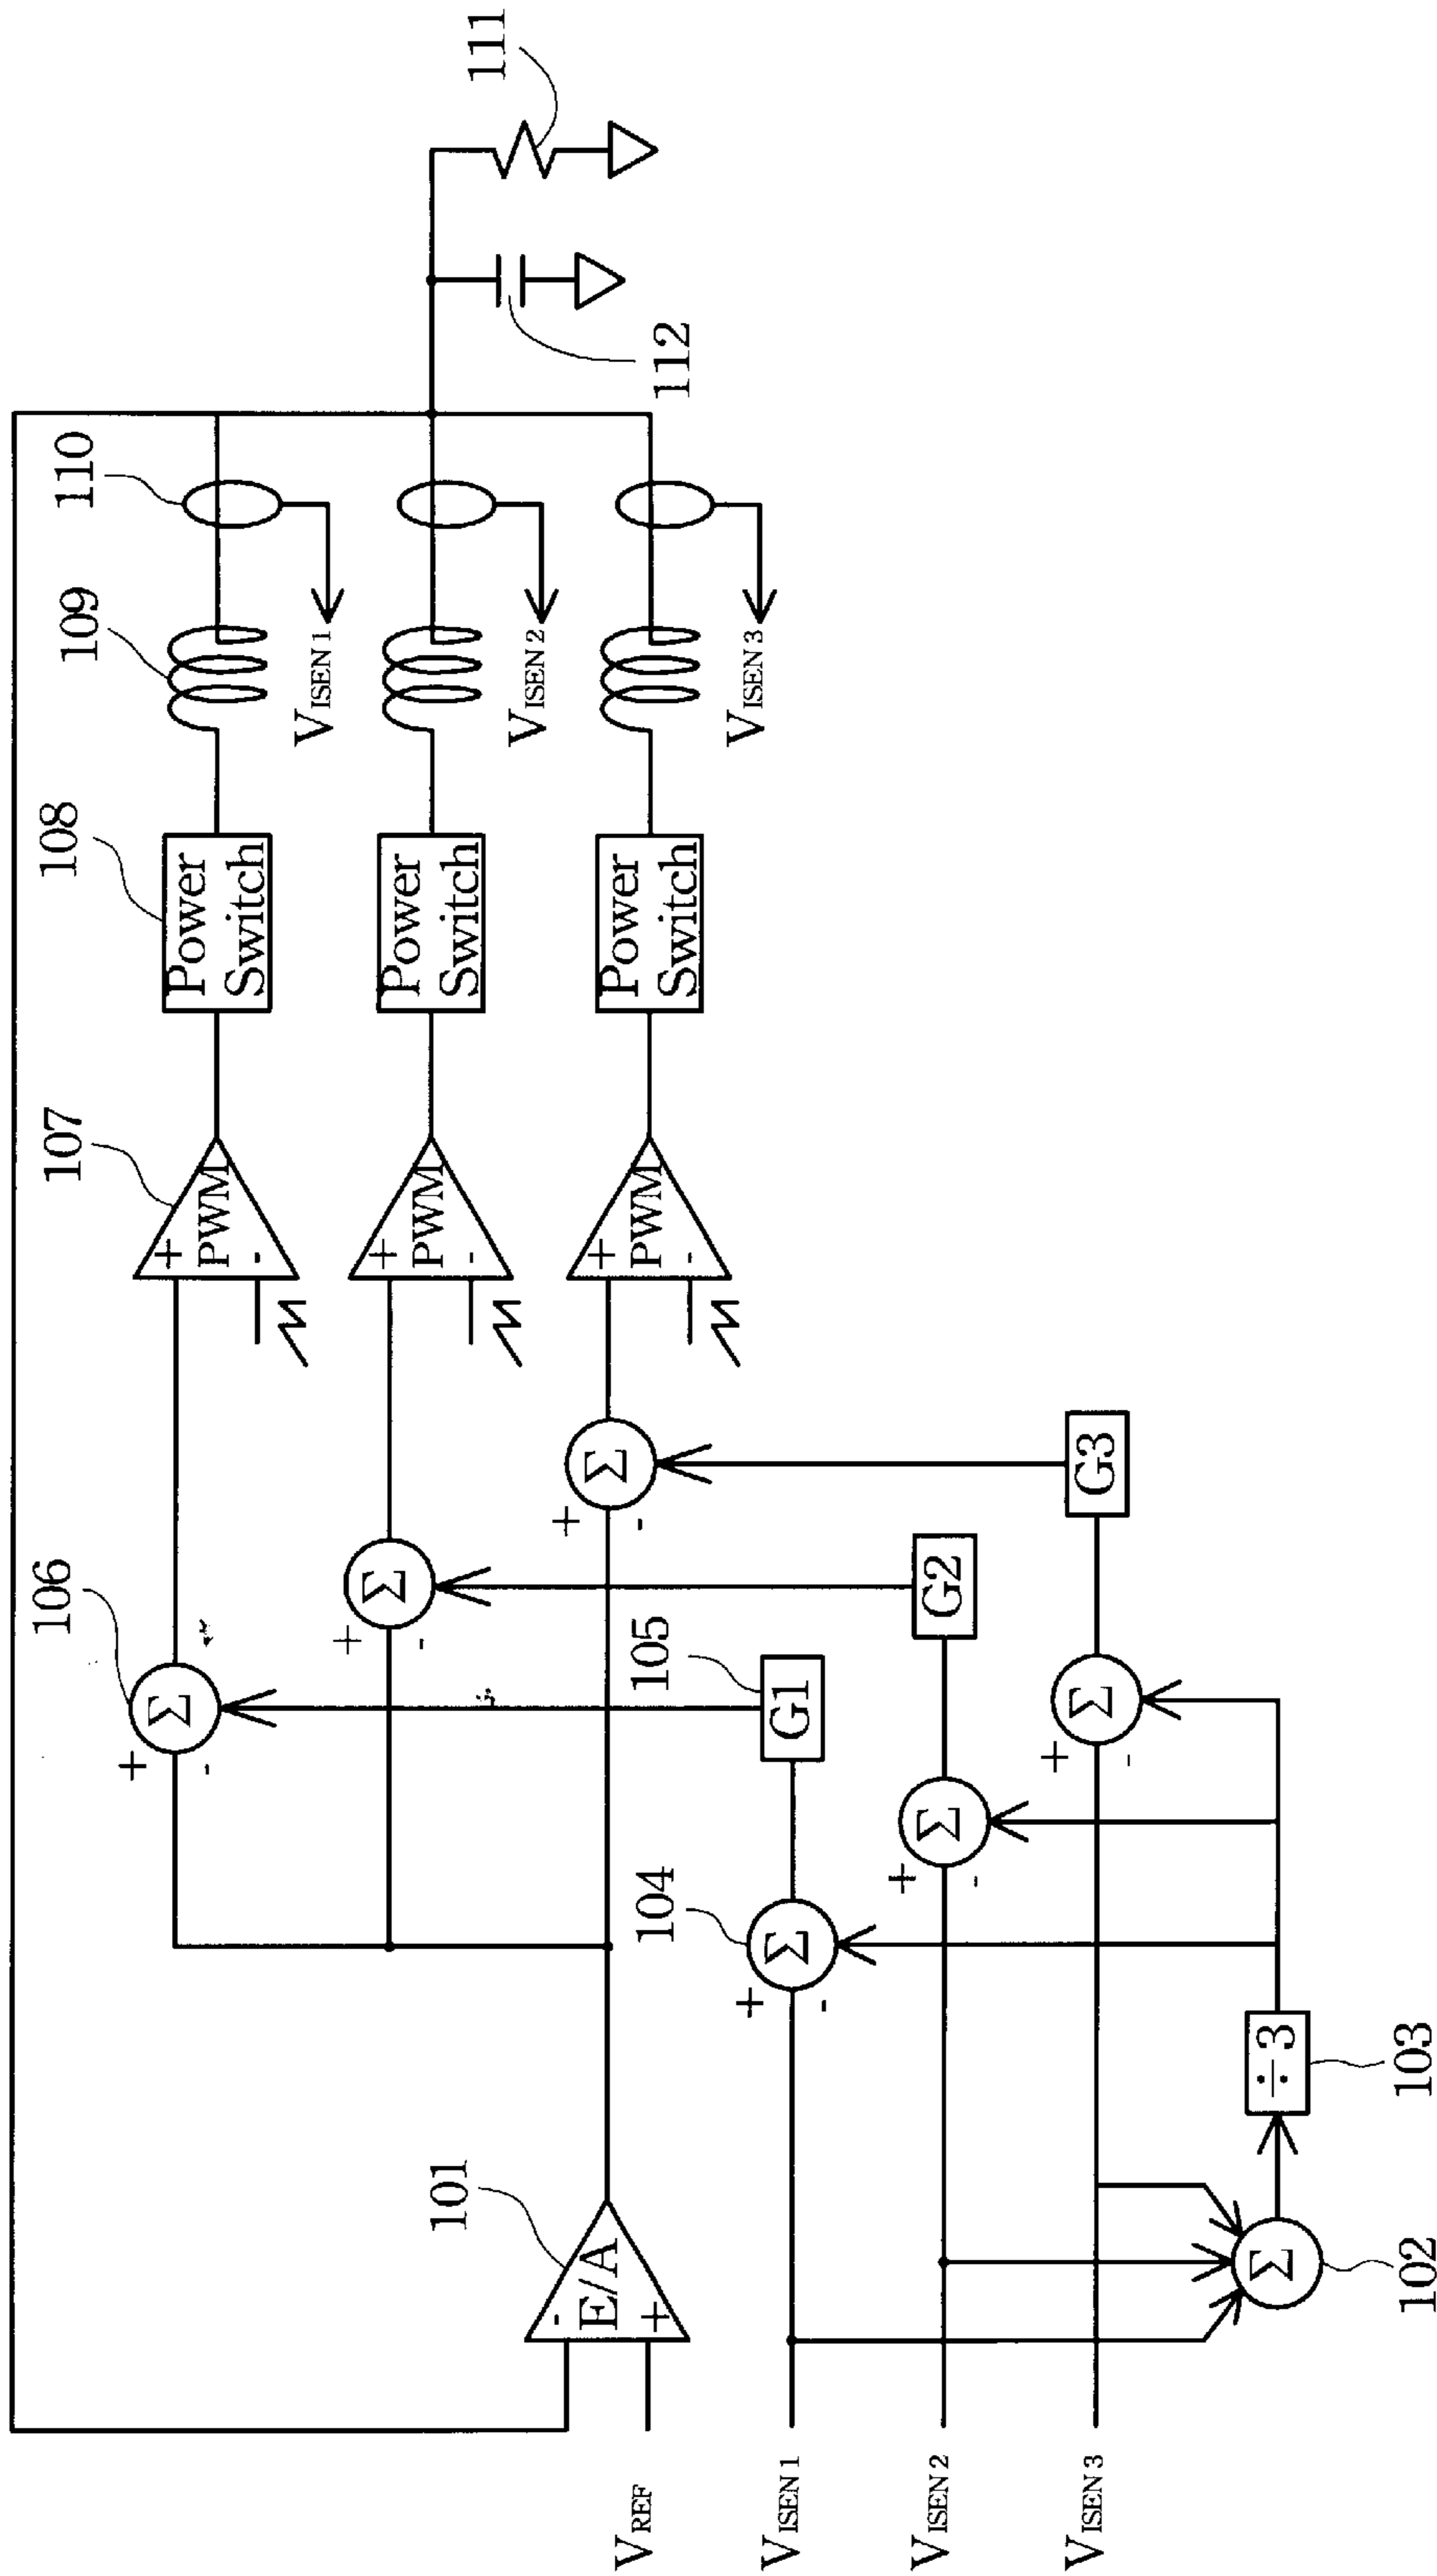 101
E/A
-
+
VREF
VISEN 1
VISEN 2
VISEN 3
102
Σ
103
÷3
104
Σ
+
-
Σ
+
-
Σ
+
-
105
G1
G2
G3
106
Σ
+
-
Σ
+
-
Σ
+
-
107
+
PWM
-
+
PWM
-
+
PWM
-
108
Power
Switch
Power
Switch
Power
Switch
109
110
VISEN 1
VISEN 2
VISEN 3
112
111